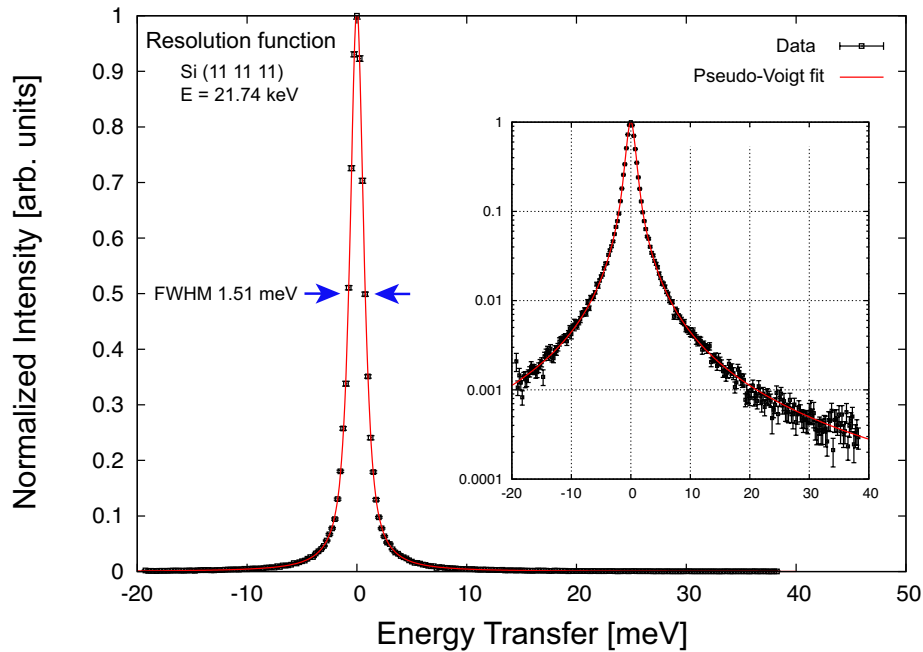 Resolution function
Si (11 11 11)
E = 21.74 keV
Data
Pseudo-Voigt fit
FWHM 1.51 meV
Normalized Intensity [arb. units]
1
0.9
0.8
0.7
0.6
0.5
0.4
0.3
0.2
0.1
0
-20 -10 0 10 20 30 40 50
Energy Transfer [meV]
1
0.1
0.01
0.001
0.0001
-20 -10 0 10 20 30 40